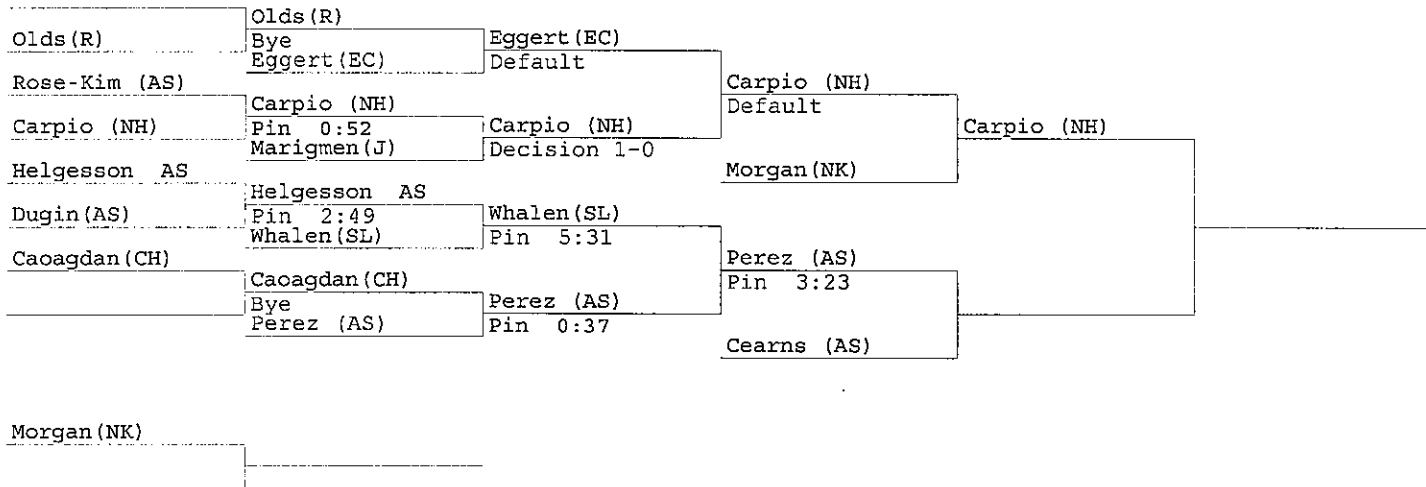 Olds(R)
Olds(R)
Bye
Eggert(EC)
Eggert(EC)
Default
Rose-Kim (AS)
Carpio (NH)
Default
Carpio (NH)
Carpio (NH)
Pin 0:52
Carpio (NH)
Carpio (NH)
Marigmen(J)
Decision 1-0
Helgesson AS
Morgan(NK)
Helgesson AS
Dugin(AS)
Pin 2:49
Whalen(SL)
Whalen(SL)
Pin 5:31
Caoagdan(CH)
Perez (AS)
Caoagdan(CH)
Pin 3:23
Bye
Perez (AS)
Perez (AS)
Pin 0:37
Cearns (AS)
Morgan(NK)